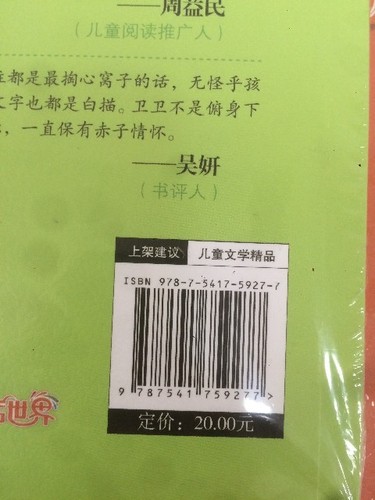 ——周益民
(儿童阅读推广人)
都是最掏心窝子的话，无怪乎孩
文字也都是白描。卫卫不是俯身下
，一直保有赤子情怀。
——吴妍
(书评人)
上架建议 儿童文学精品
ISBN 978-7-5417-5927-7
9 787541 759277 >
定价：20.00元
世界